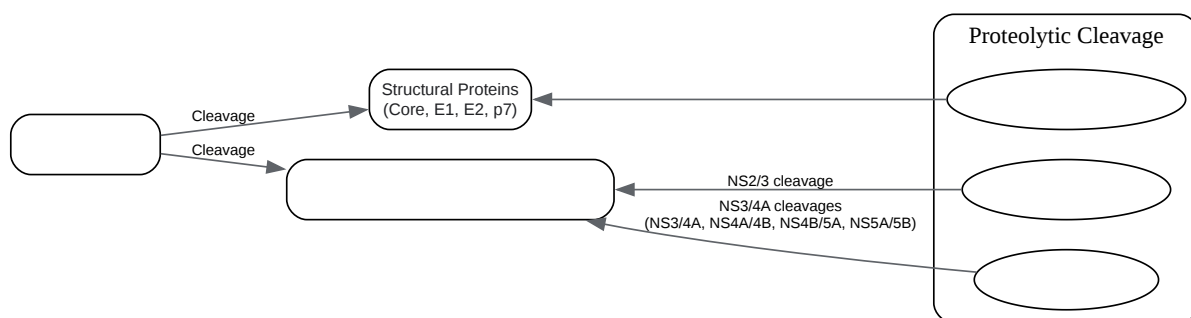 Proteolytic Cleavage
Structural Proteins
(Core, E1, E2, p7)
Cleavage
Cleavage
NS2/3 cleavage
NS3/4A cleavages
(NS3/4A, NS4A/4B, NS4B/5A, NS5A/5B)